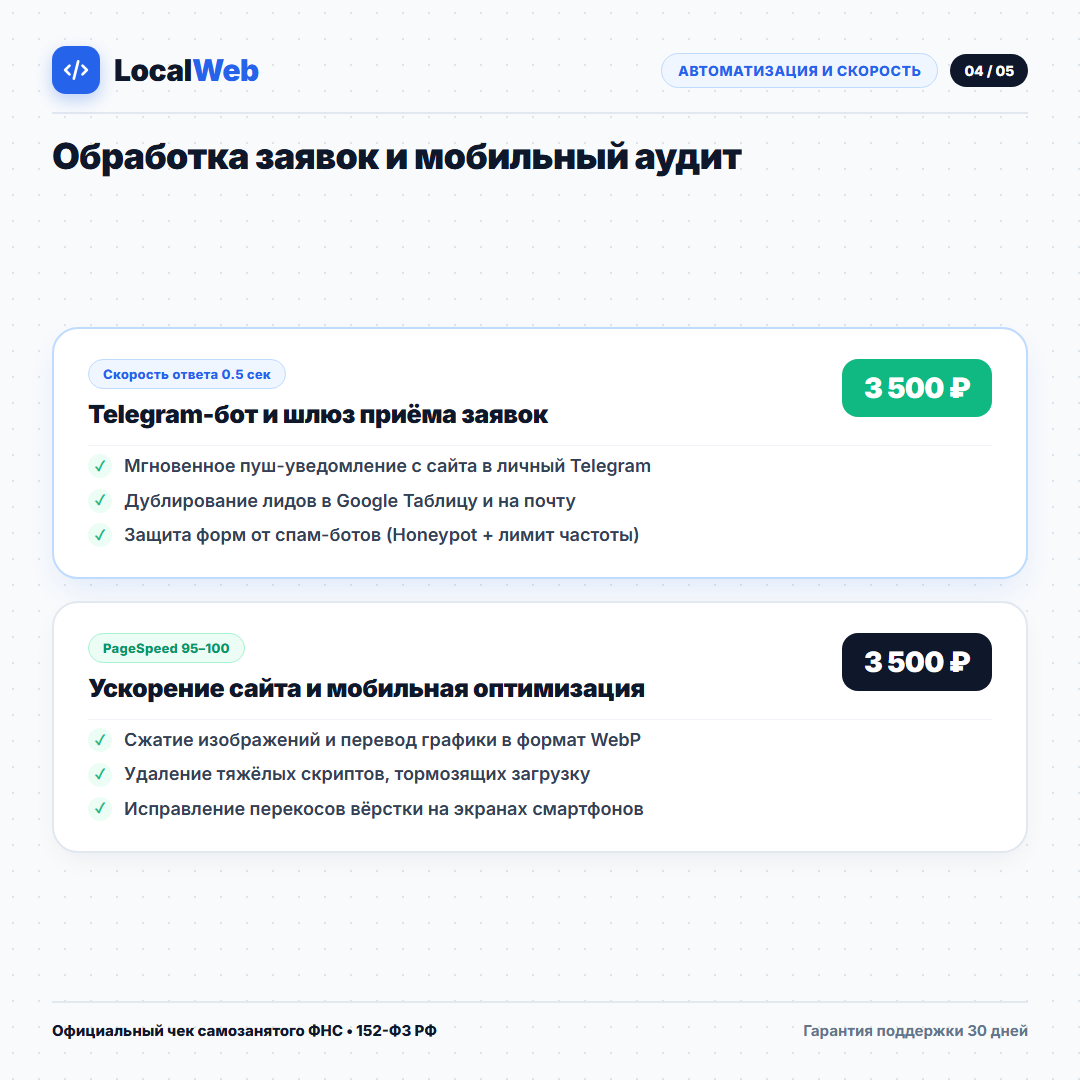 LocalWeb
АВТОМАТИЗАЦИЯ И СКОРОСТЬ
04 / 05
Обработка заявок и мобильный аудит
Скорость ответа 0.5 сек
3 500 ₽
Telegram-бот и шлюз приёма заявок
✓ Мгновенное пуш-уведомление с сайта в личный Telegram
✓ Дублирование лидов в Google Таблицу и на почту
✓ Защита форм от спам-ботов (Honeypot + лимит частоты)
PageSpeed 95–100
3 500 ₽
Ускорение сайта и мобильная оптимизация
✓ Сжатие изображений и перевод графики в формат WebP
✓ Удаление тяжёлых скриптов, тормозящих загрузку
✓ Исправление перекосов вёрстки на экранах смартфонов
Официальный чек самозанятого ФНС • 152-ФЗ РФ
Гарантия поддержки 30 дней